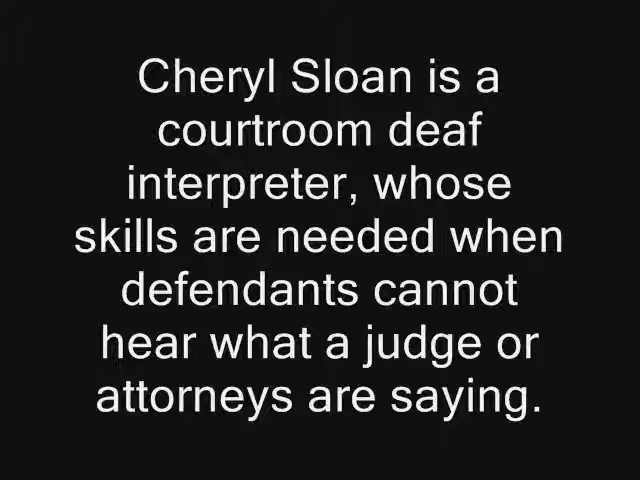 Cheryl Sloan is a
courtroom deaf
interpreter, whose
skills are needed when
defendants cannot
hear what a judge or
attorneys are saying.